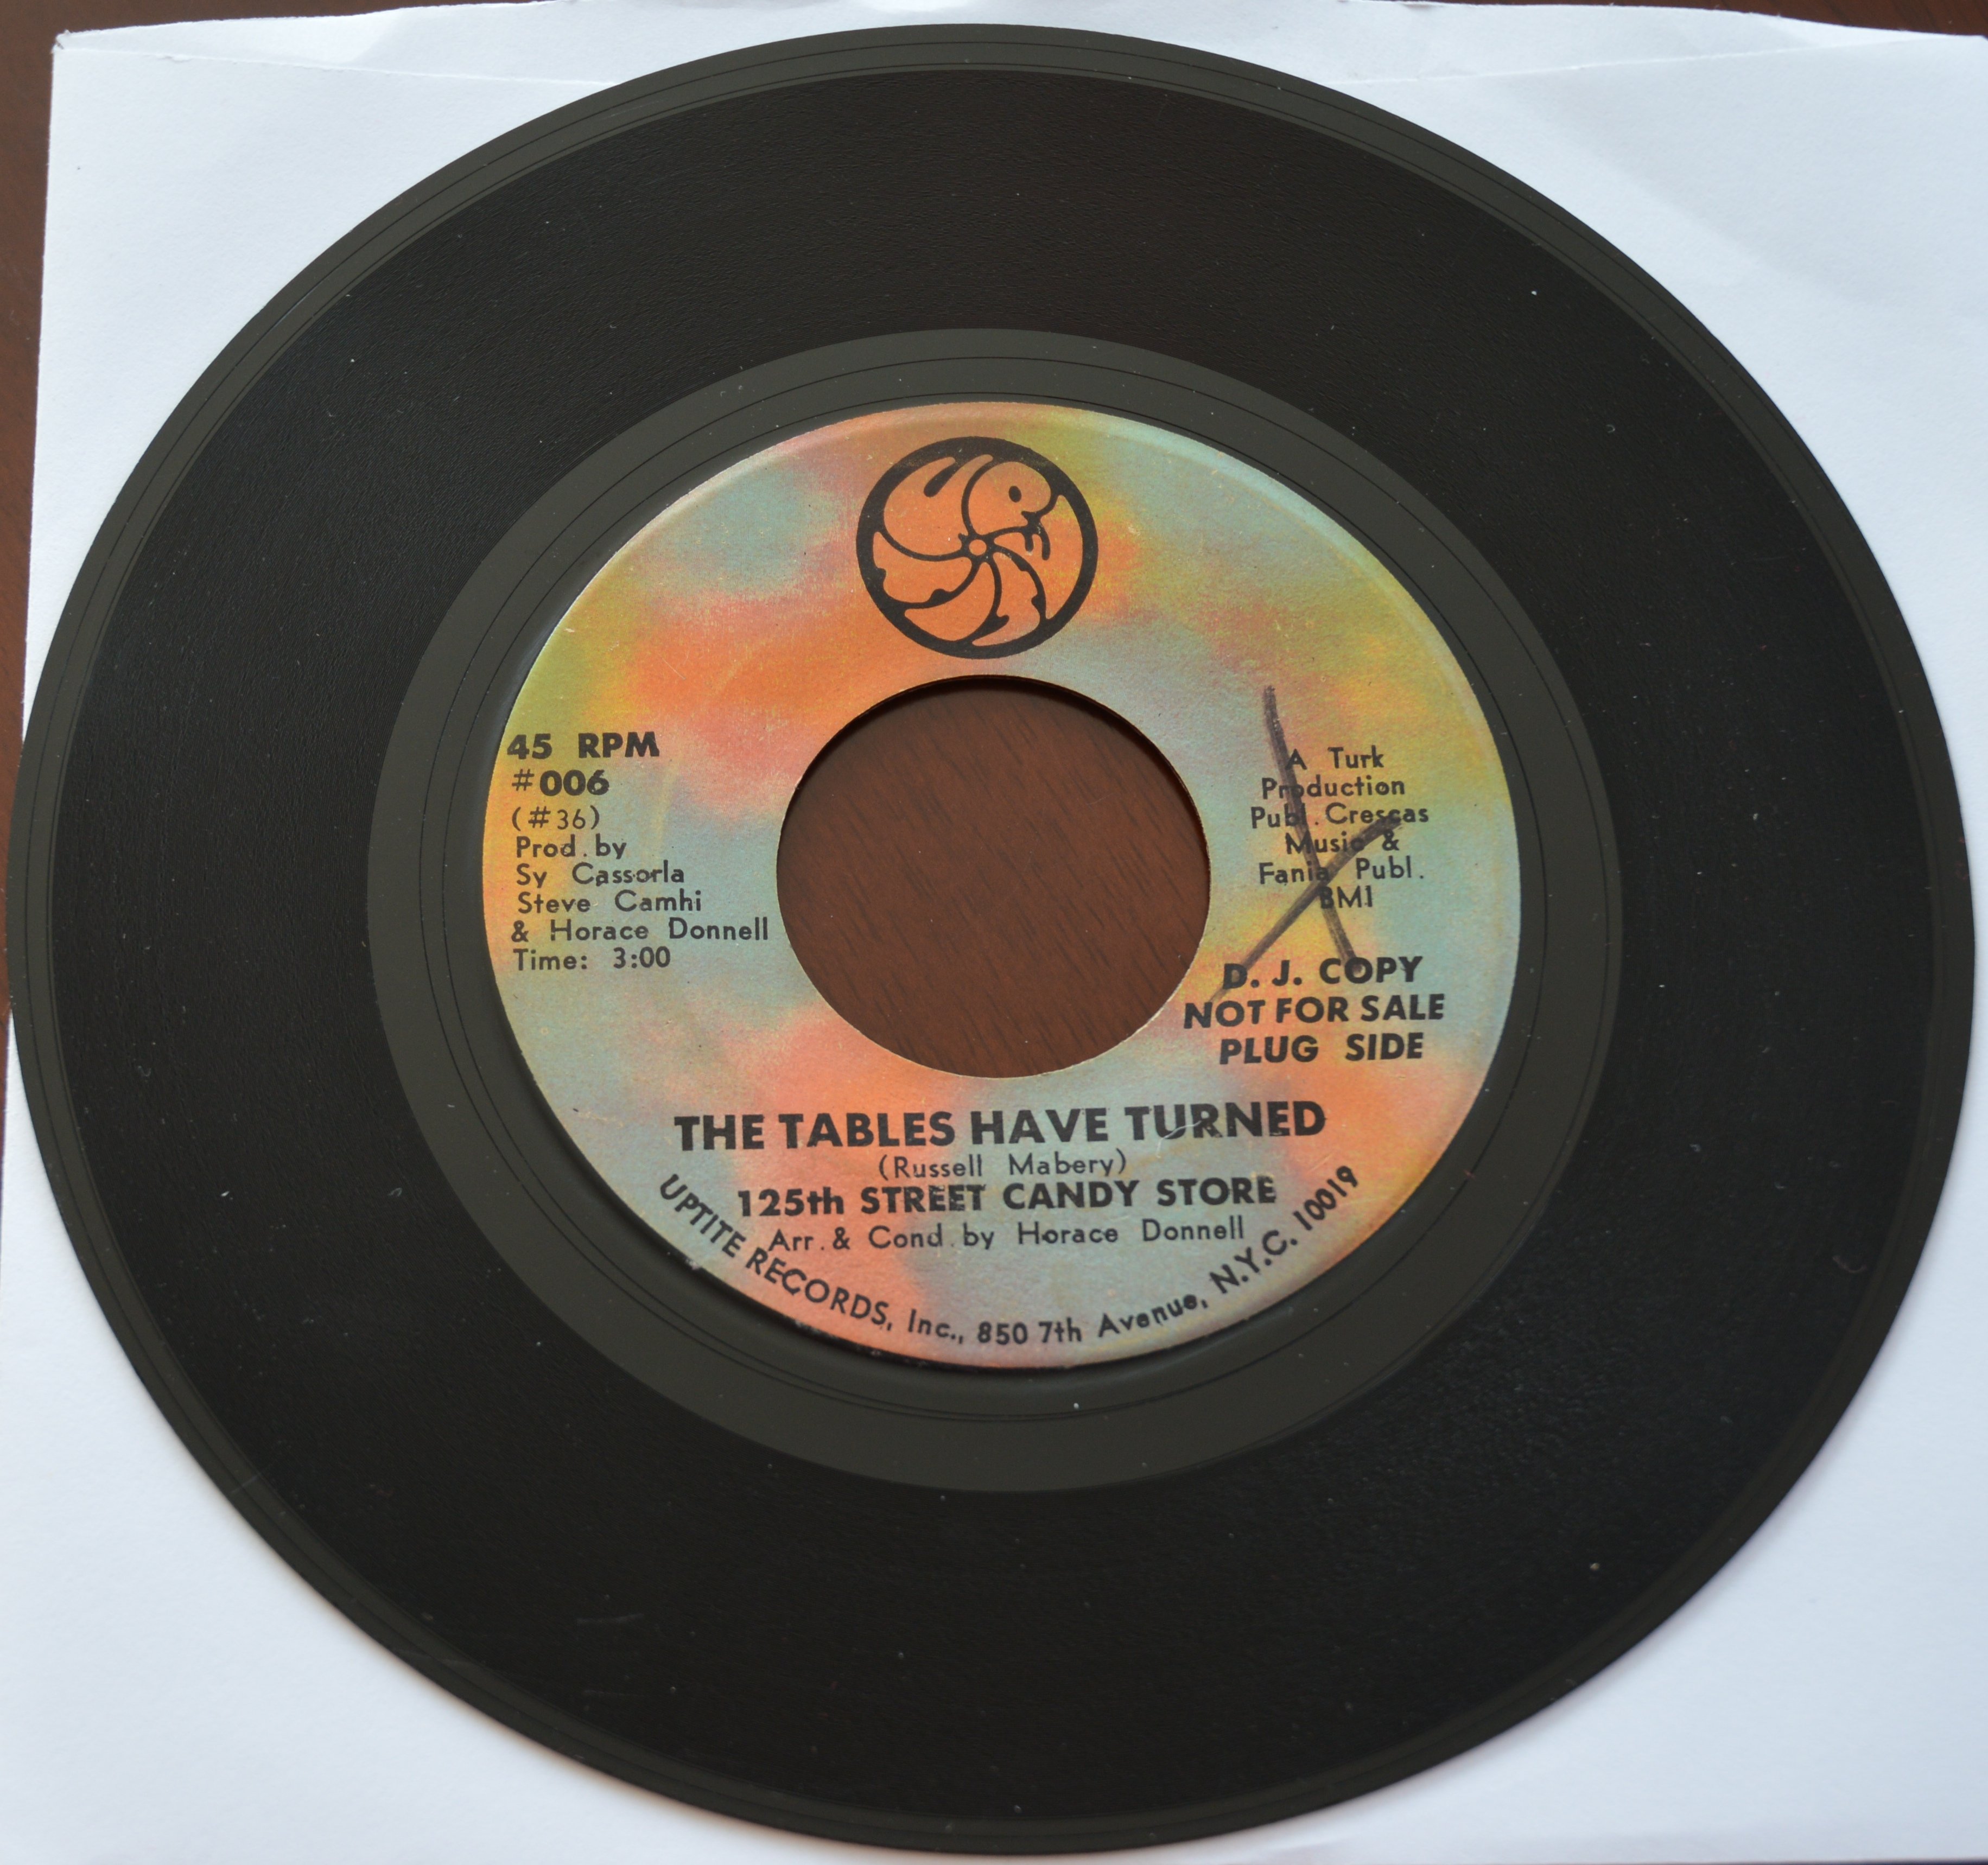 45 RPM
#006
(#36)
Prod. by
Sy Cassorla
Steve Camhi
& Horace Donnell
Time: 3:00
A Turk
Production
Publ. Crescas
Music &
Fania Publ.
BMI
D. J. COPY
NOT FOR SALE
PLUG SIDE
THE TABLES HAVE TURNED
(Russell Mabery)
125th STREET CANDY STORE
Arr. & Cond. by Horace Donnell
UPTITE RECORDS, Inc., 850 7th Avenue, N.Y.C. 10019